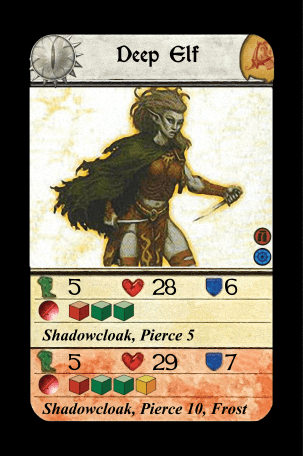 Deep Elf
5 28 6
Shadowcloak, Pierce 5
5 29 7
Shadowcloak, Pierce 10, Frost